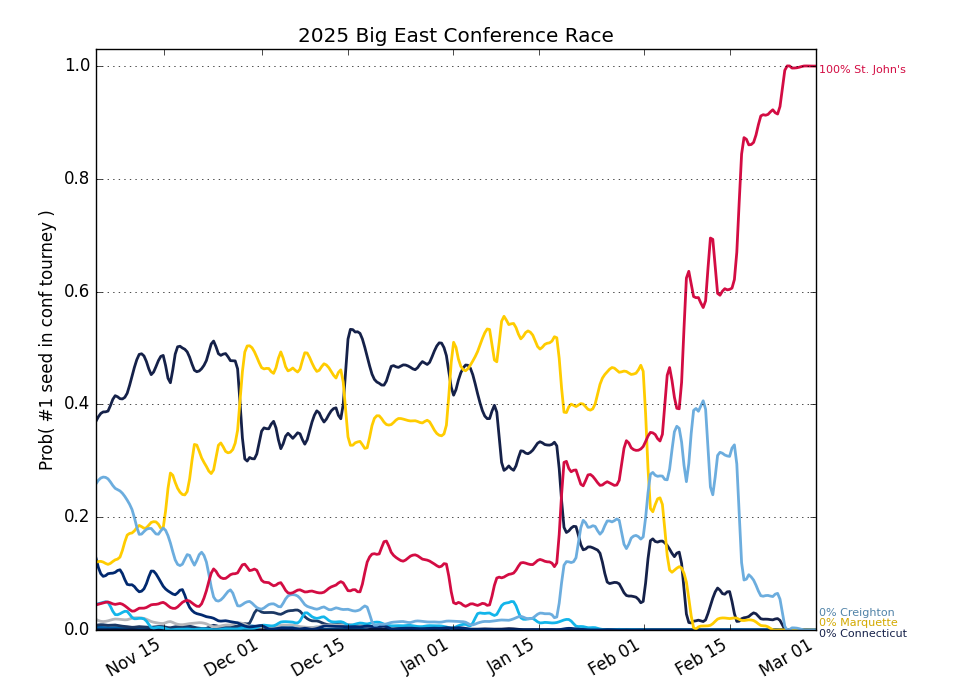 2025 Big East Conference Race
Prob( #1 seed in conf tourney )
1.0
0.8
0.6
0.4
0.2
0.0
100% St. John's
0% Creighton
0% Marquette
0% Connecticut
Nov 15
Dec 01
Dec 15
Jan 01
Jan 15
Feb 01
Feb 15
Mar 01